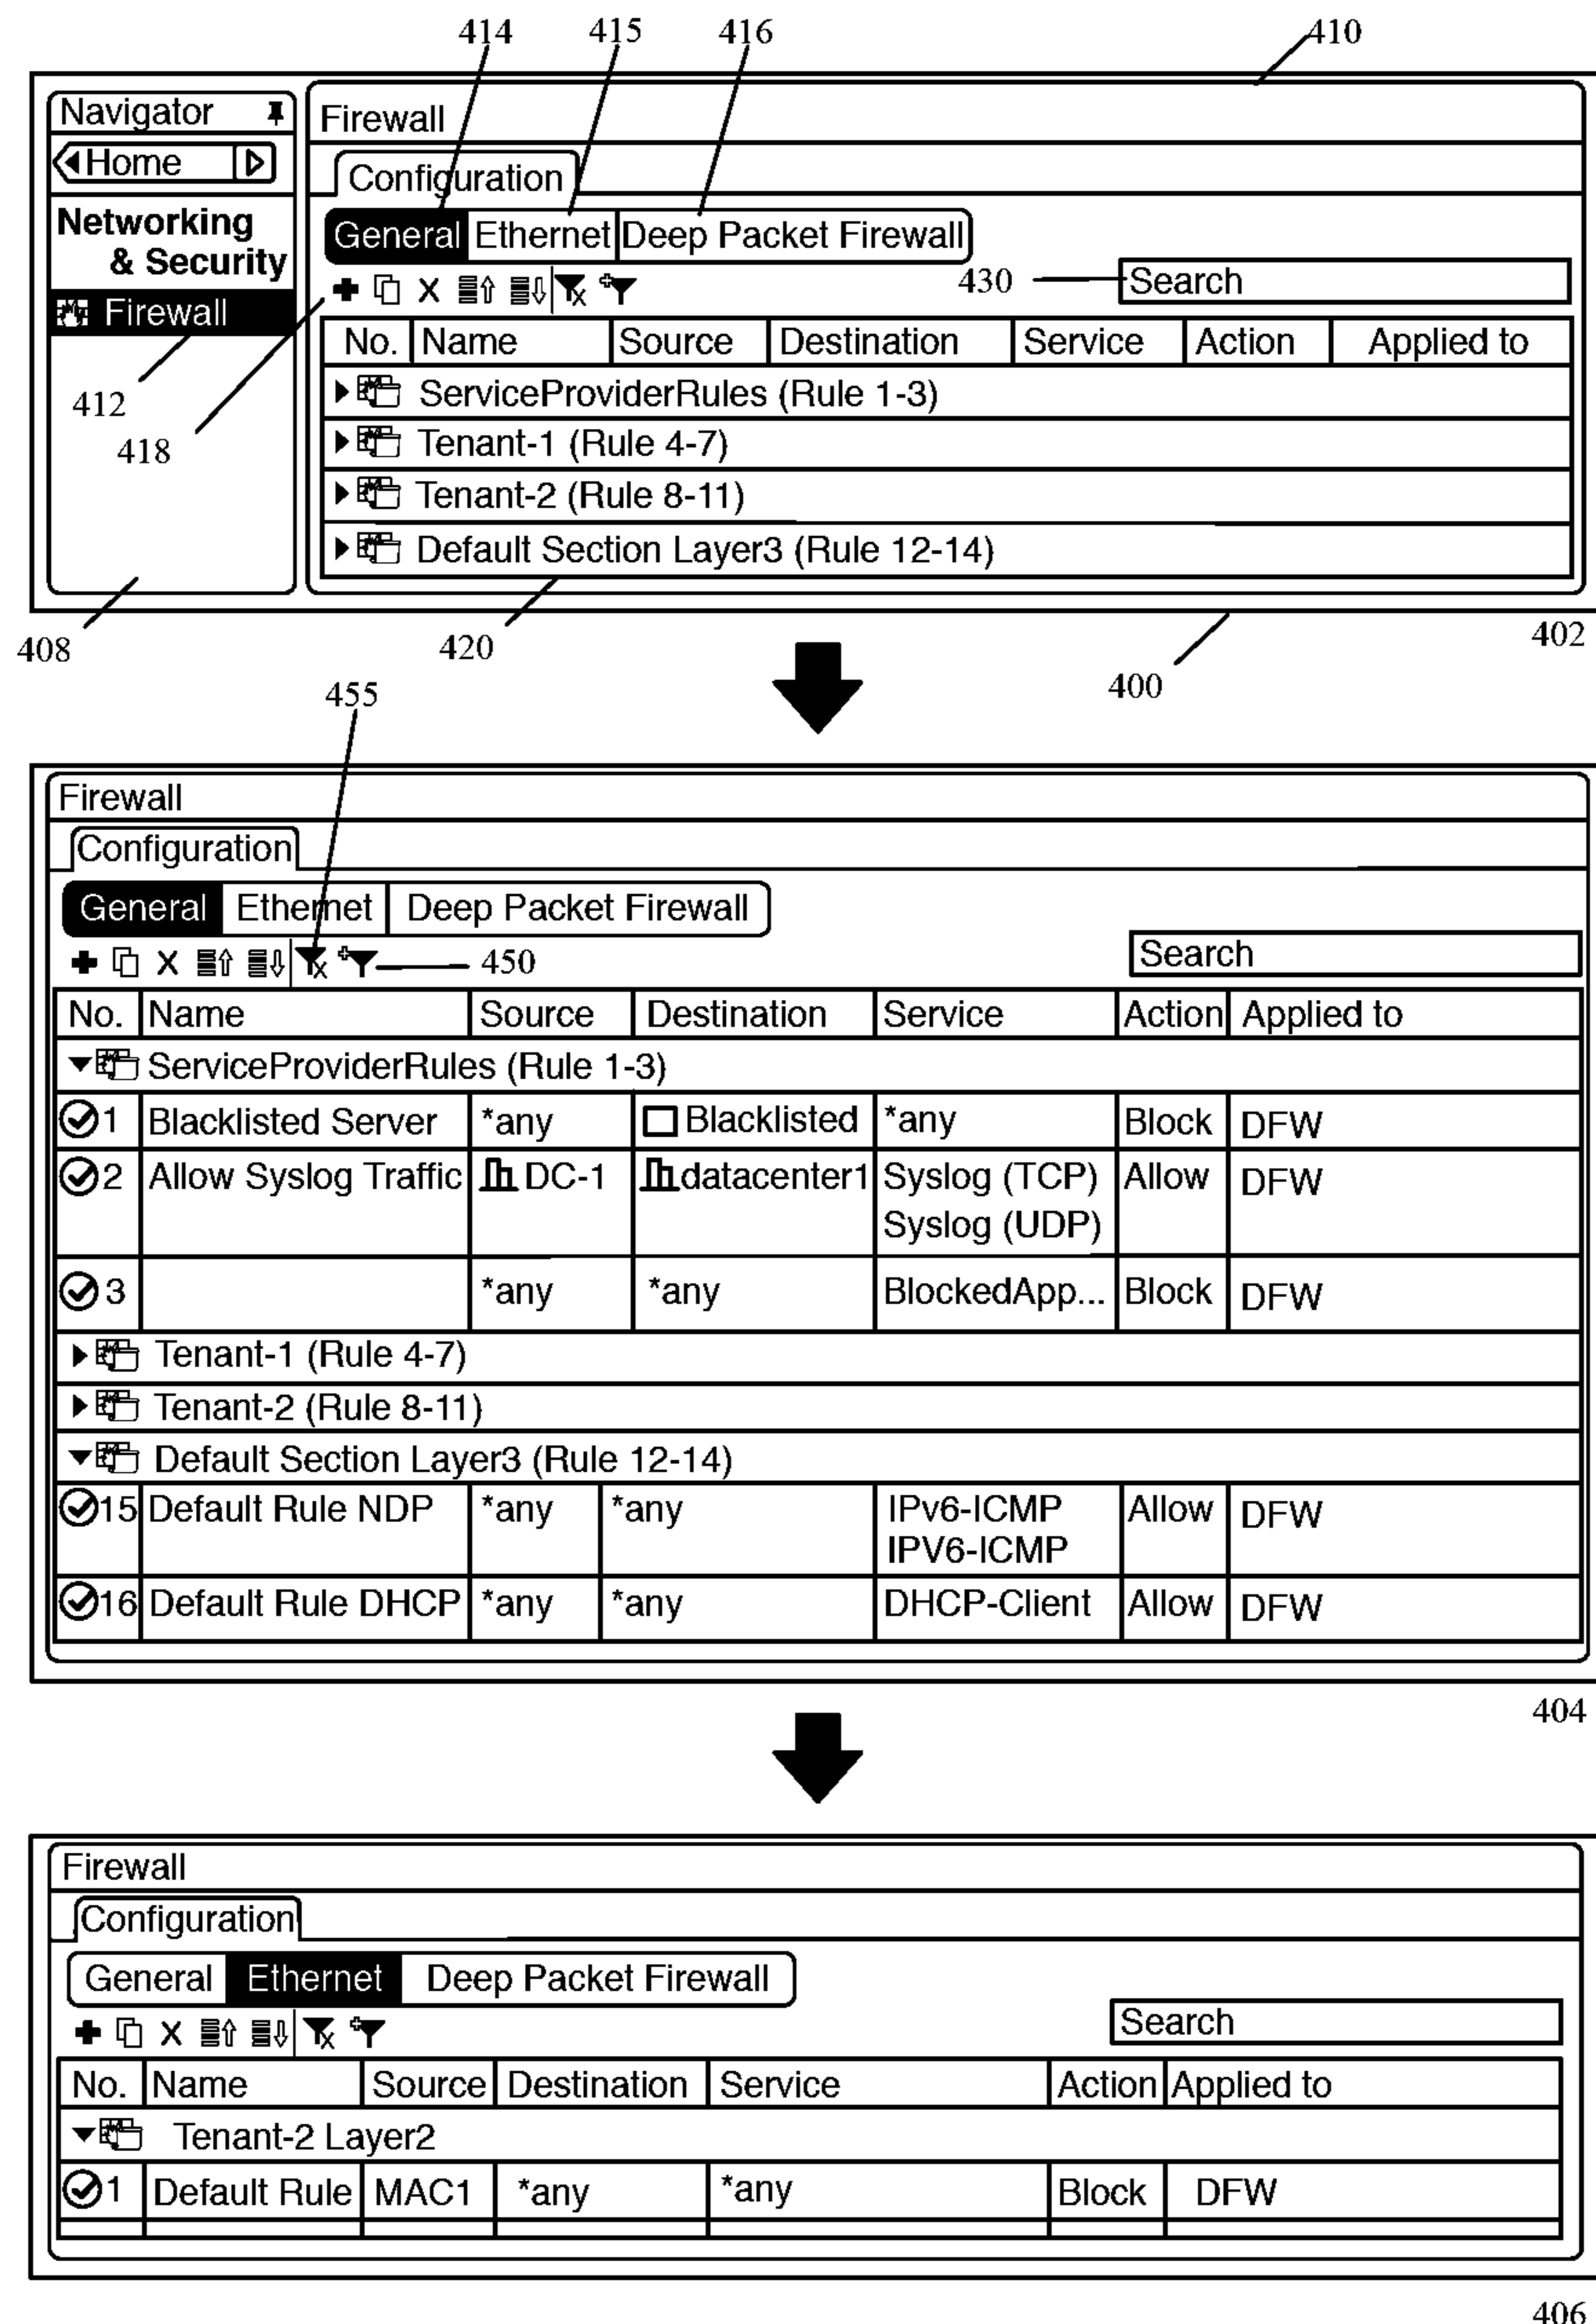 414 415 416 410
Navigator
Home
Networking
& Security
Firewall
412
418
408
Firewall
Configuration
General Ethernet Deep Packet Firewall
430 Search
No. Name Source Destination Service Action Applied to
ServiceProviderRules (Rule 1-3)
Tenant-1 (Rule 4-7)
Tenant-2 (Rule 8-11)
Default Section Layer3 (Rule 12-14)
420
400
402
455
Firewall
Configuration
General Ethernet Deep Packet Firewall
450 Search
No. Name Source Destination Service Action Applied to
ServiceProviderRules (Rule 1-3)
1 Blacklisted Server *any Blacklisted *any Block DFW
2 Allow Syslog Traffic DC-1 datacenter1 Syslog (TCP) Allow DFW
Syslog (UDP)
3 *any *any BlockedApp... Block DFW
Tenant-1 (Rule 4-7)
Tenant-2 (Rule 8-11)
Default Section Layer3 (Rule 12-14)
15 Default Rule NDP *any *any IPv6-ICMP Allow DFW
IPV6-ICMP
16 Default Rule DHCP *any *any DHCP-Client Allow DFW
404
Firewall
Configuration
General Ethernet Deep Packet Firewall
Search
No. Name Source Destination Service Action Applied to
Tenant-2 Layer2
1 Default Rule MAC1 *any *any Block DFW
406